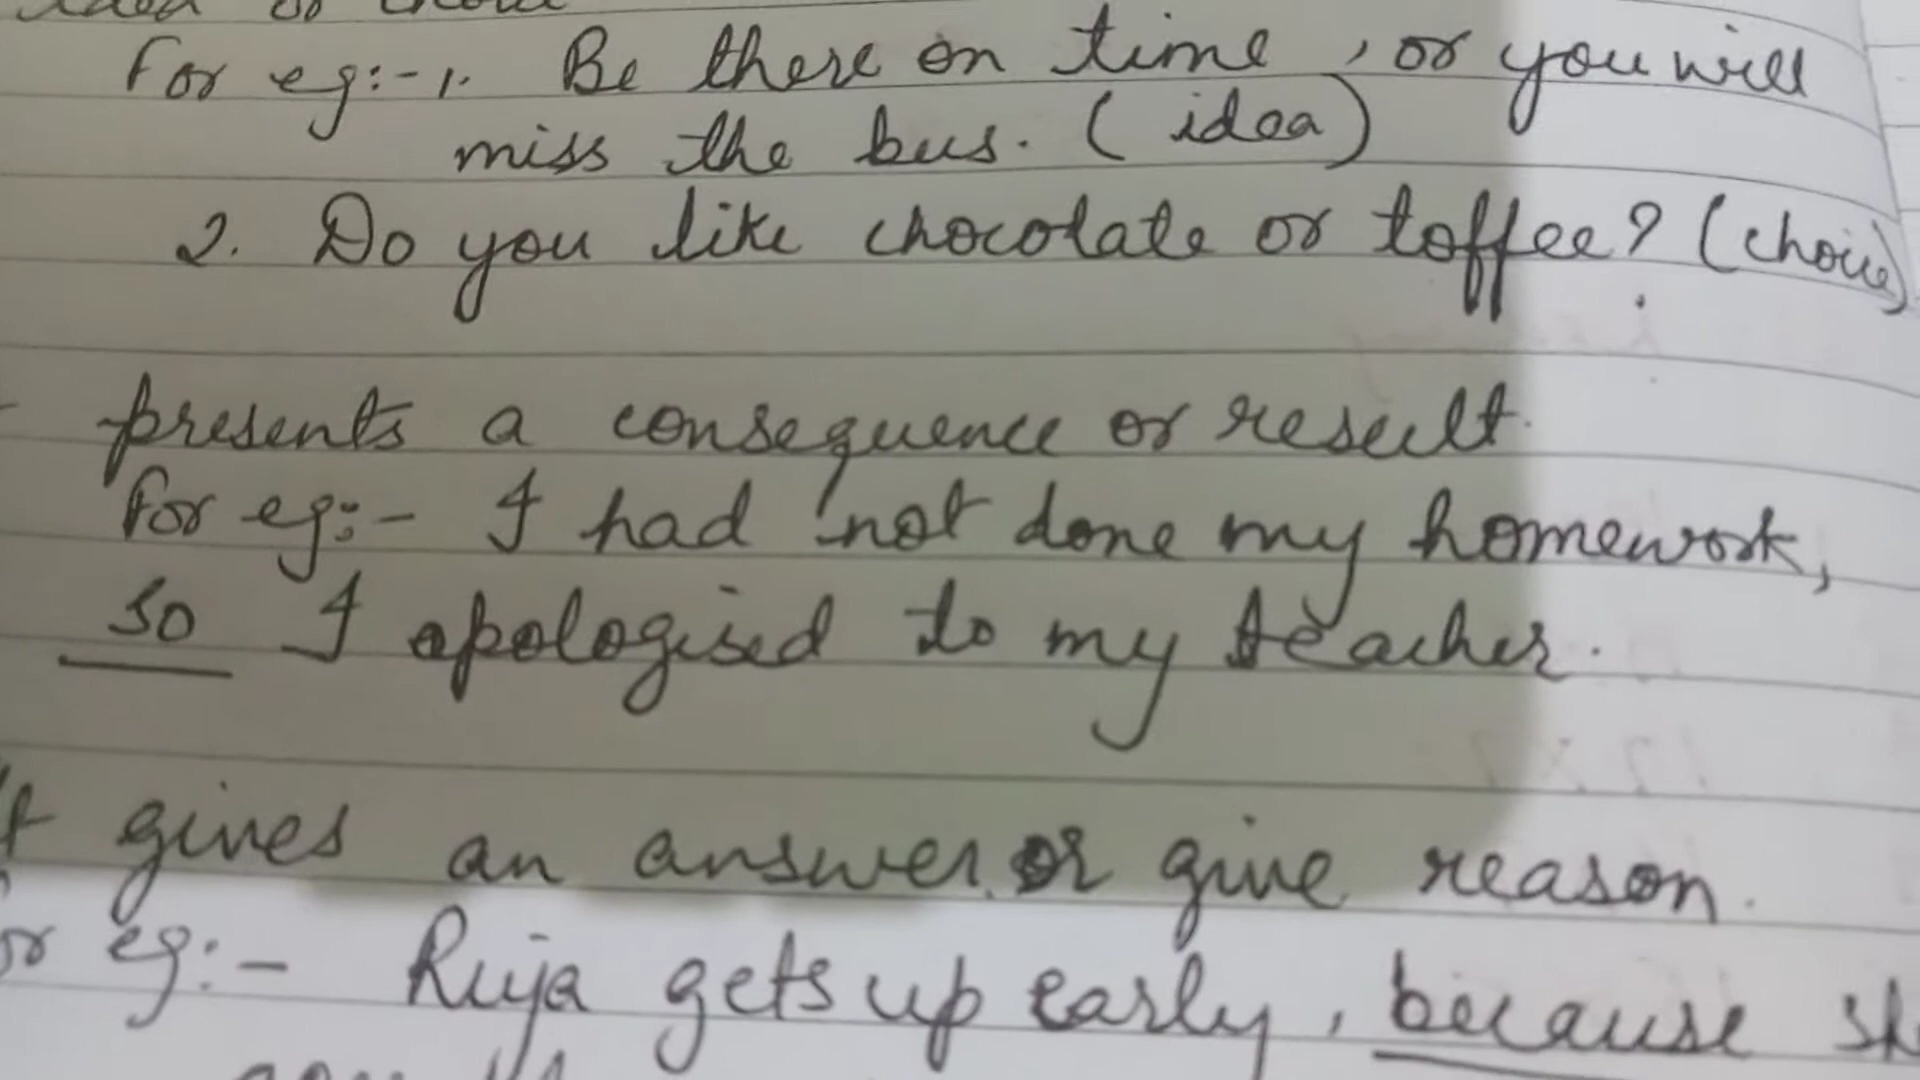 For eg:-1. Be there on time, or you will
miss the bus. (idea)
2. Do you like chocolate or toffee? (choice)
presents a consequence or result.
For eg:- I had not done my homework,
so I apologised to my teacher.
gives an answer or give reason.
eg:- Rija gets up early, because